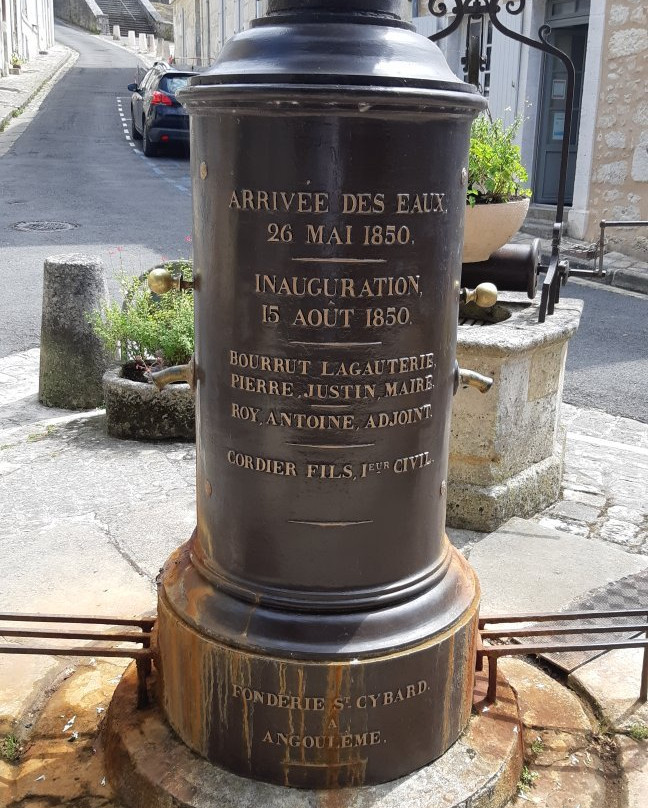 ARRIVÉE DES EAUX,
26 MAI 1850.
INAUGURATION,
15 AOÛT 1850.
BOURRUT LAGAUTERIE,
PIERRE, JUSTIN, MAIRE.
ROY, ANTOINE, ADJOINT.
CORDIER FILS, IEUR CIVIL.
FONDERIE ST. CYBARD.
A
ANGOULÊME.